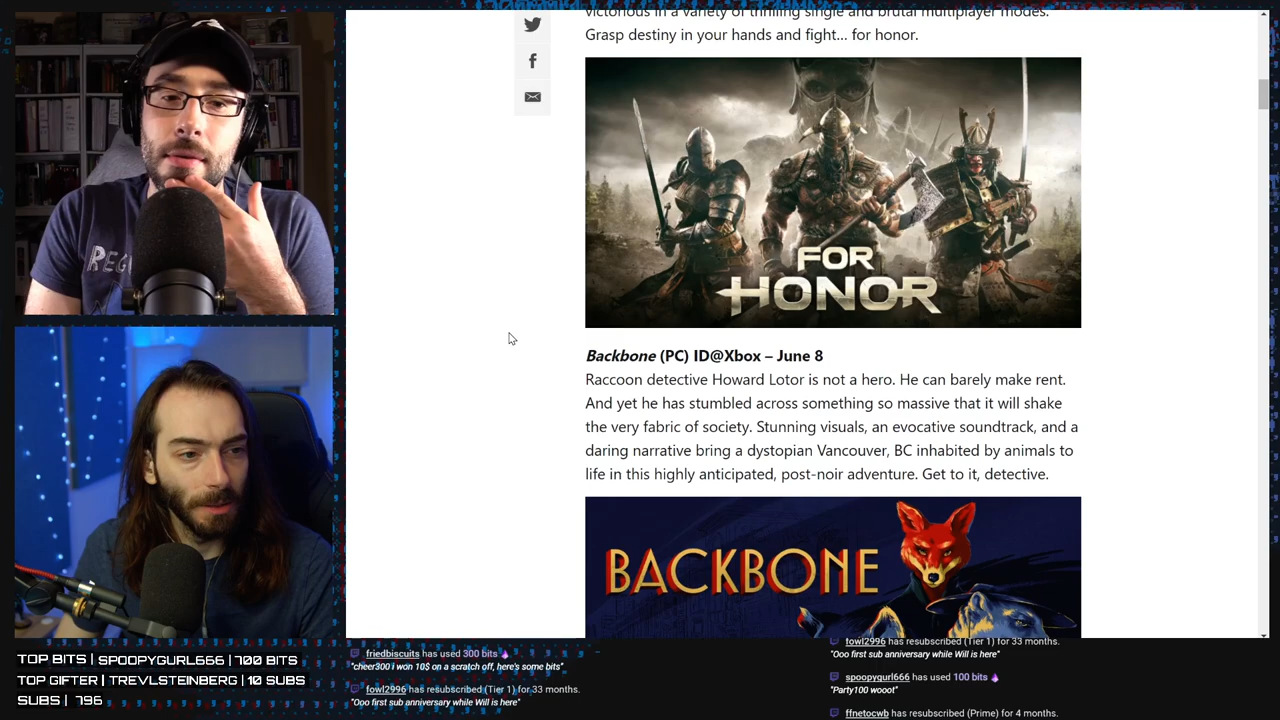 victorious in a variety of thrilling single and brutal multiplayer modes.
Grasp destiny in your hands and fight... for honor.
FOR
HONOR
Backbone (PC) ID@Xbox – June 8
Raccoon detective Howard Lotor is not a hero. He can barely make rent.
And yet he has stumbled across something so massive that it will shake
the very fabric of society. Stunning visuals, an evocative soundtrack, and a
daring narrative bring a dystopian Vancouver, BC inhabited by animals to
life in this highly anticipated, post-noir adventure. Get to it, detective.
BACKBONE
REG
TOP BITS | SPOOPYGURL666 | 700 BITS
TOP GIFTER | TREVLSTEINBERG | 10 SUBS
SUBS | 796
friedbiscuits has used 300 bits
"cheer300 i won 10$ on a scratch off, here's some bits"
fowl2996 has resubscribed (Tier 1) for 33 months.
"Ooo first sub anniversary while Will is here"
fowl2996 has resubscribed (Tier 1) for 33 months.
"Ooo first sub anniversary while Will is here"
spoopygurl666 has used 100 bits
"Party100 wooot"
ffnetocwb has resubscribed (Prime) for 4 months.